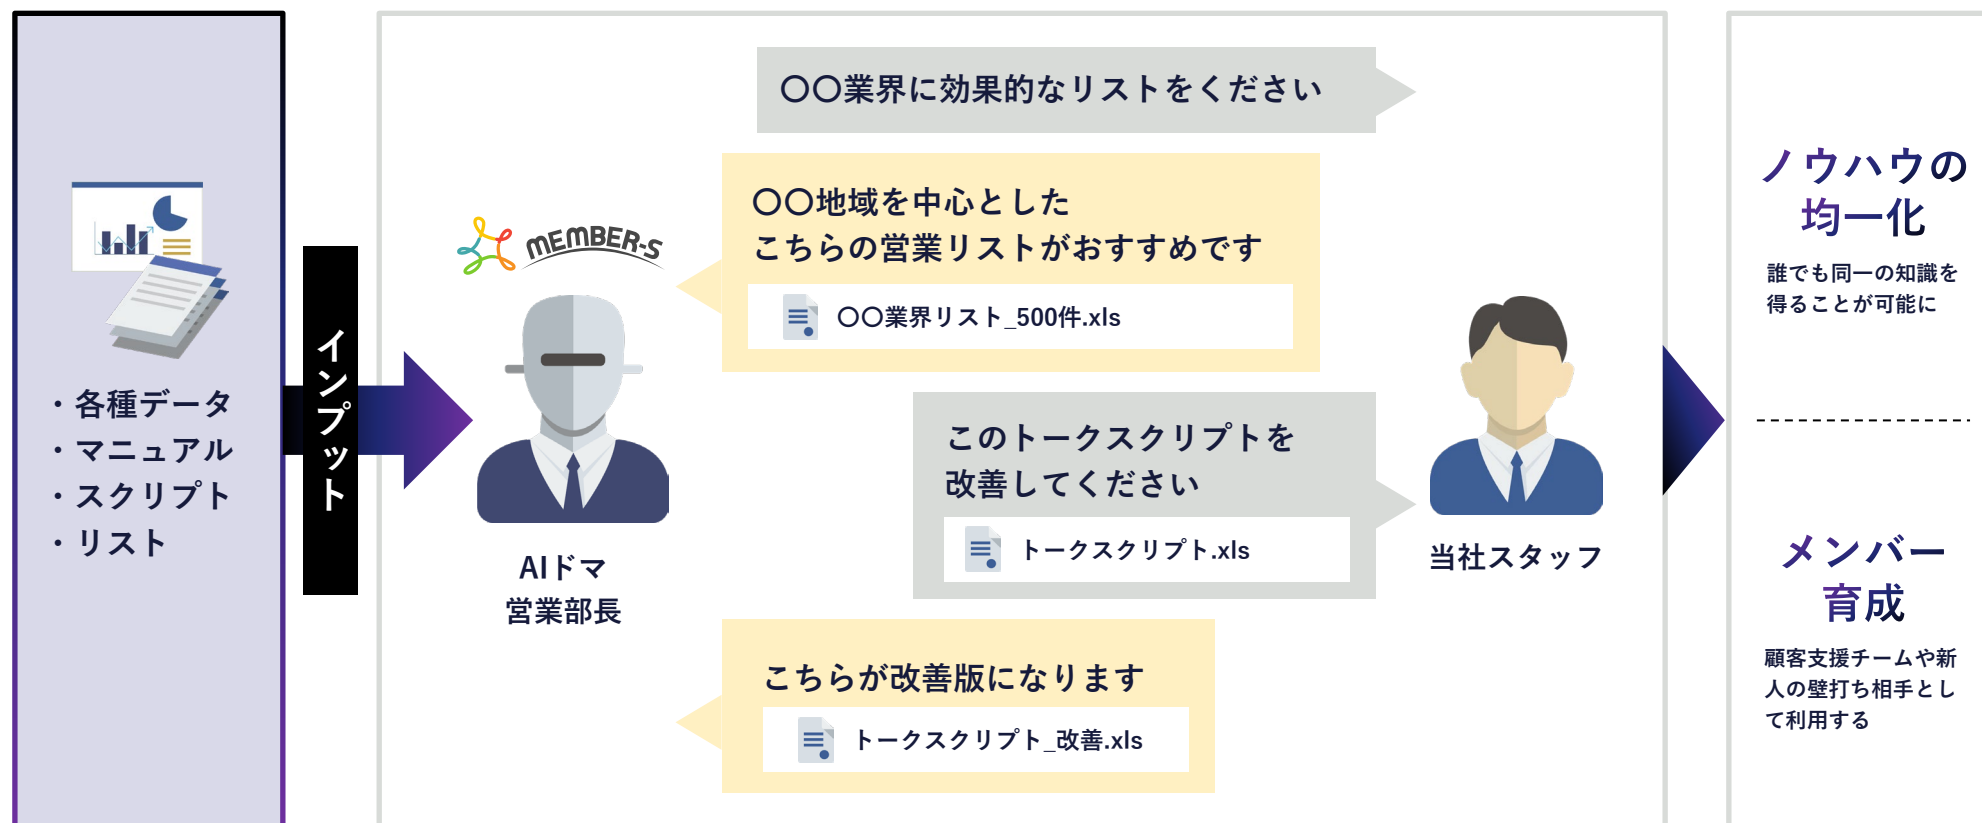 ・各種データ
・マニュアル
・スクリプト
・リスト
インプット
MEMBER-S
AIドマ
営業部長
〇〇業界に効果的なリストをください
〇〇地域を中心とした
こちらの営業リストがおすすめです
〇〇業界リスト_500件.xls
このトークスクリプトを
改善してください
トークスクリプト.xls
こちらが改善版になります
トークスクリプト_改善.xls
当社スタッフ
ノウハウの
均一化
誰でも同一の知識を
得ることが可能に
メンバー
育成
顧客支援チームや新
人の壁打ち相手とし
て利用する